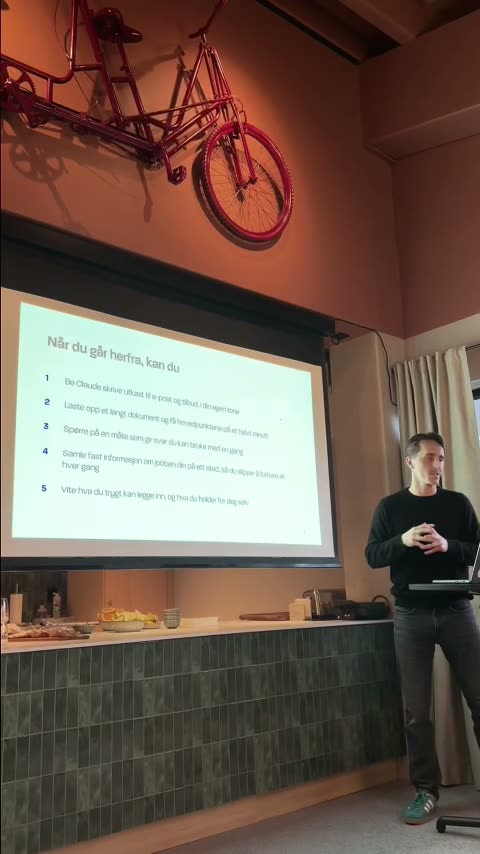 Når du går herfra, kan du
1 Be Claude skrive utkast til e-post og tilbud, i din egen tone
2 Laste opp et langt dokument og få hovedpunktene på et halvt minutt
3 Spørre på en måte som gir svar du kan bruke med en gang
4 Samle fast informasjon om jobben din på ett sted, så du slipper å forklare alt
hver gang
5 Vite hva du trygt kan legge inn, og hva du holder for deg selv